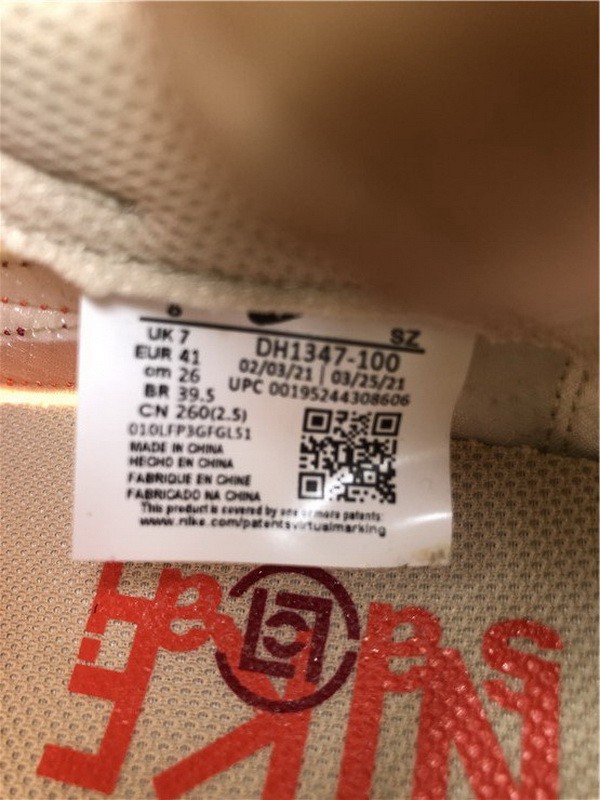 8
SZ
UK 7
EUR 41
cm 26
BR 39.5
CN 260(2.5)
DH1347-100
02/03/21 | 03/25/21
UPC 00195244308606
010LFP3GFGL51
MADE IN CHINA
HECHO EN CHINA
FABRIQUE EN CHINE
FABRICADO NA CHINA
This product is covered by one or more patents:
www.nike.com/patentsvirtualmarking
NIKE